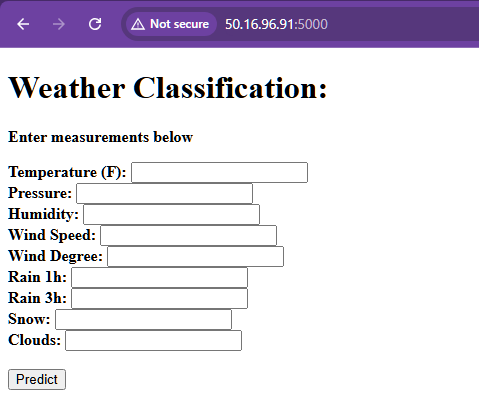 Not secure 50.16.96.91:5000
Weather Classification:
Enter measurements below
Temperature (F):
Pressure:
Humidity:
Wind Speed:
Wind Degree:
Rain 1h:
Rain 3h:
Snow:
Clouds:
Predict